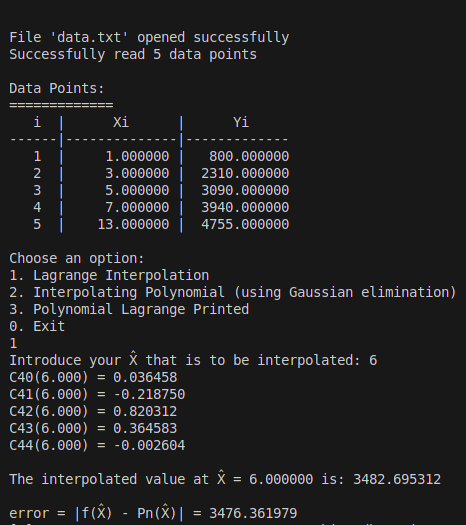 File 'data.txt' opened successfully
Successfully read 5 data points
Data Points:
=============
i | Xi | Yi
------|--------------|-------------
1 | 1.000000 | 800.000000
2 | 3.000000 | 2310.000000
3 | 5.000000 | 3090.000000
4 | 7.000000 | 3940.000000
5 | 13.000000 | 4755.000000
Choose an option:
1. Lagrange Interpolation
2. Interpolating Polynomial (using Gaussian elimination)
3. Polynomial Lagrange Printed
0. Exit
1
Introduce your X̂ that is to be interpolated: 6
C40(6.000) = 0.036458
C41(6.000) = -0.218750
C42(6.000) = 0.820312
C43(6.000) = 0.364583
C44(6.000) = -0.002604
The interpolated value at X̂ = 6.000000 is: 3482.695312
error = |f(X̂) - Pn(X̂)| = 3476.361979